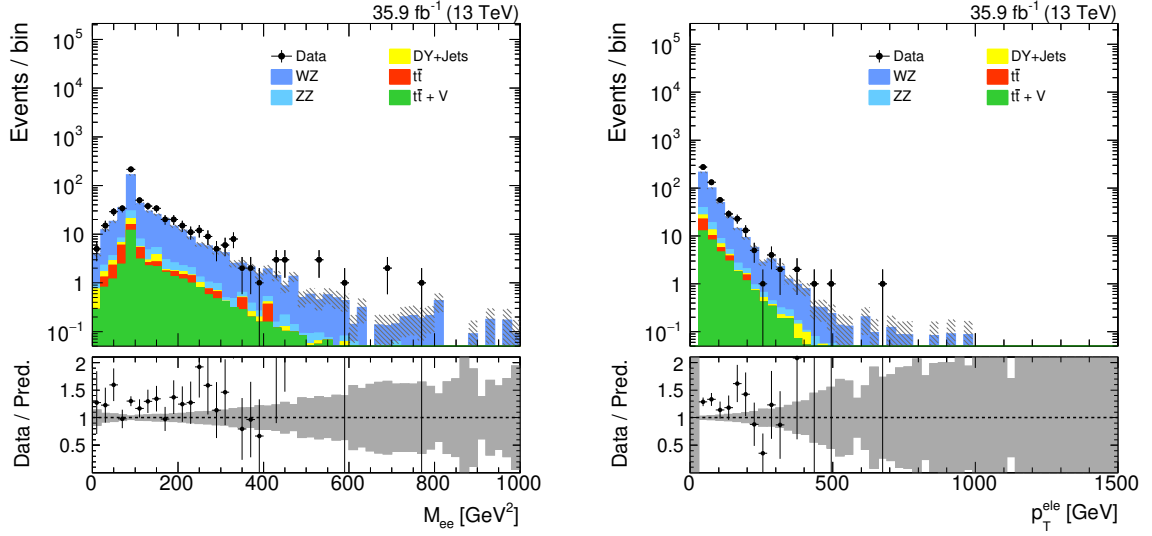 35.9 fb⁻¹ (13 TeV)
Events / bin
10⁵
10⁴
10³
10²
10
1
10⁻¹
Data
WZ
ZZ
DY+Jets
tt̄
tt̄ + V
Data / Pred.
2
1.5
1
0.5
0 200 400 600 800 1000
M_ee [GeV²]
35.9 fb⁻¹ (13 TeV)
Events / bin
10⁵
10⁴
10³
10²
10
1
10⁻¹
Data
WZ
ZZ
DY+Jets
tt̄
tt̄ + V
Data / Pred.
2
1.5
1
0.5
0 500 1000 1500
p_T^ele [GeV]